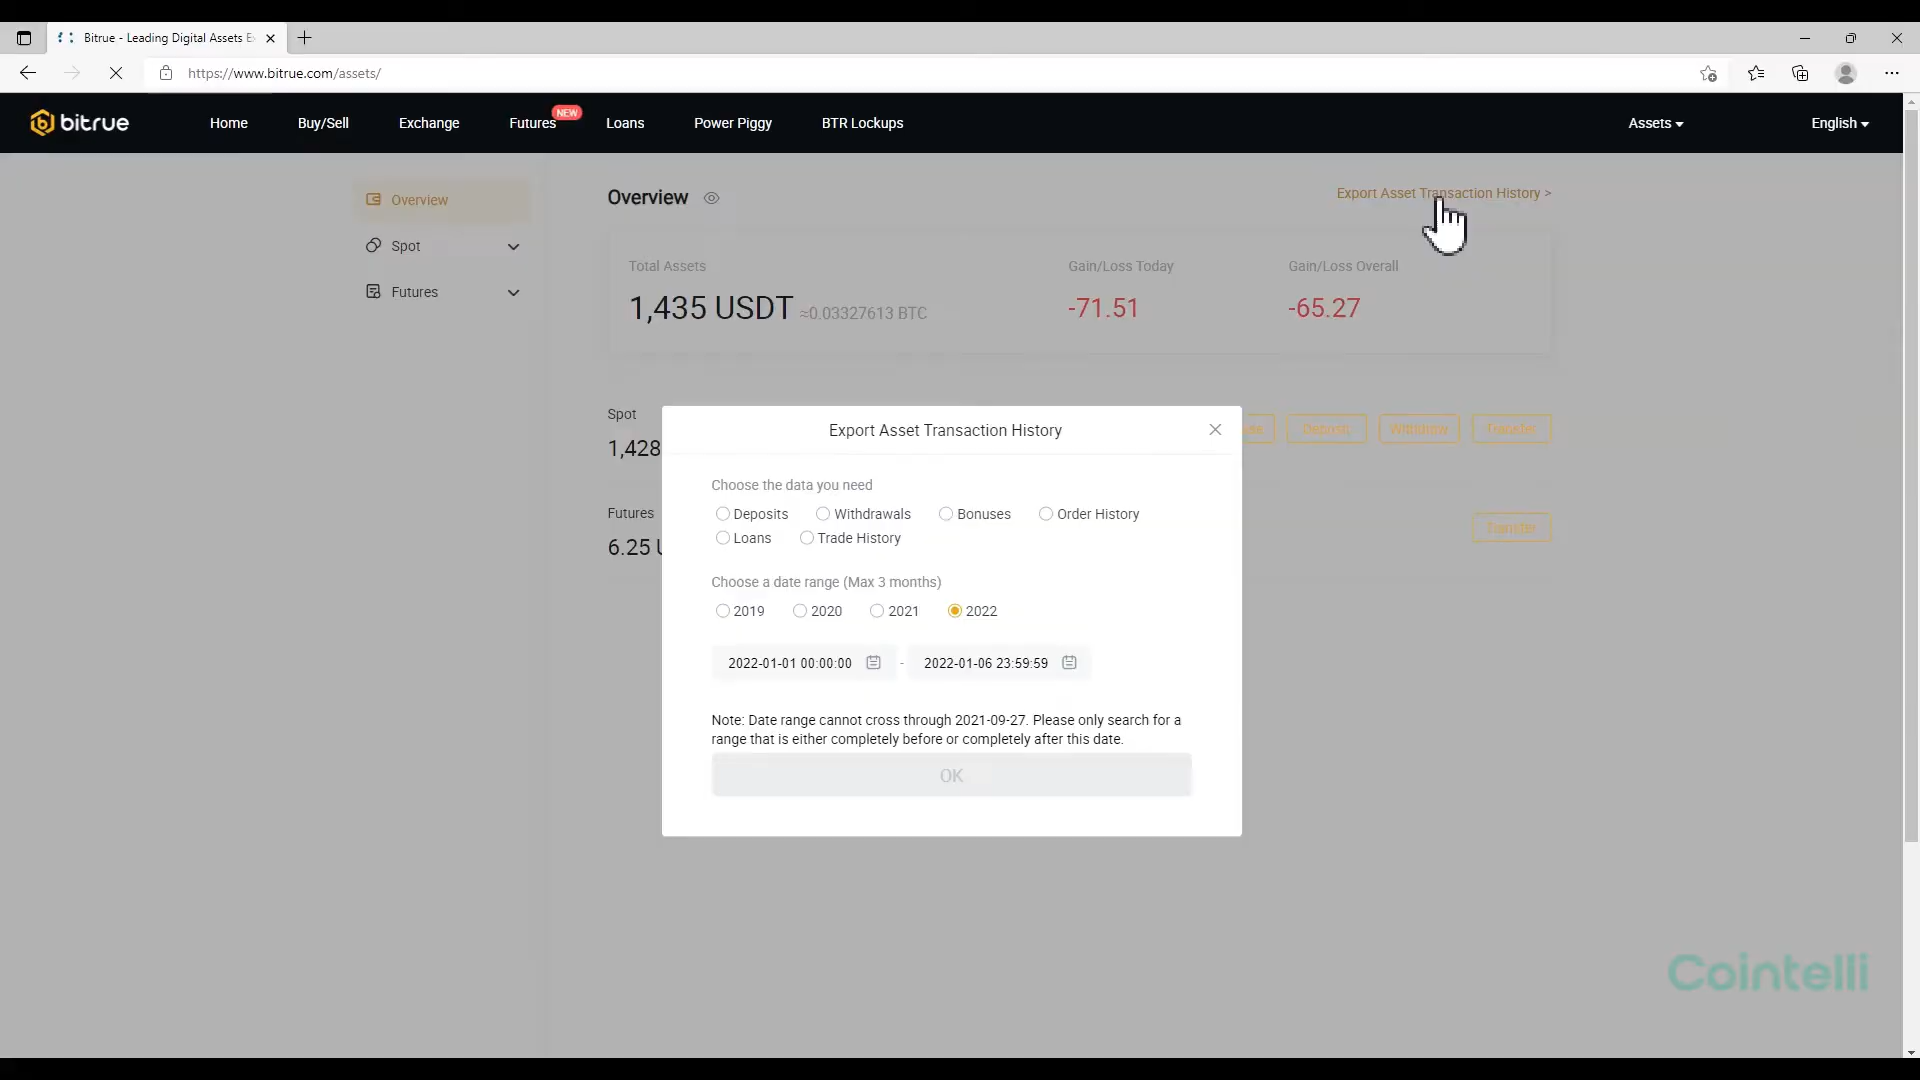 Bitrue - Leading Digital Assets E
https://www.bitrue.com/assets/
bitrue Home Buy/Sell Exchange Futures NEW Loans Power Piggy BTR Lockups Assets English
Overview
Spot
Futures
Overview Export Asset Transaction History >
Total Assets Gain/Loss Today Gain/Loss Overall
1,435 USDT ≈0.03327613 BTC -71.51 -65.27
Spot
1,428
Deposit Withdraw Transfer
Futures
6.25
Transfer
Export Asset Transaction History
Choose the data you need
Deposits Withdrawals Bonuses Order History
Loans Trade History
Choose a date range (Max 3 months)
2019 2020 2021 2022
2022-01-01 00:00:00 - 2022-01-06 23:59:59
Note: Date range cannot cross through 2021-09-27. Please only search for a
range that is either completely before or completely after this date.
OK
Cointelli